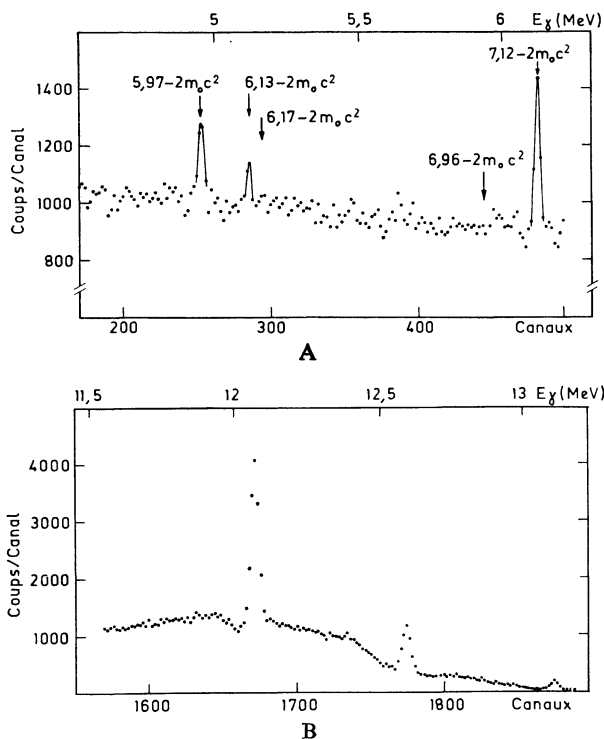 5 5,5 6 Eγ(MeV)
7,12-2m₀c²
5,97-2m₀c² 6,13-2m₀c²
6,17-2m₀c²
6,96-2m₀c²
1400
1200
1000
800
Coups/Canal
200 300 400 Canaux
A
11,5 12 12,5 13 Eγ(MeV)
4000
3000
2000
1000
0
Coups/Canal
1600 1700 1800 Canaux
B